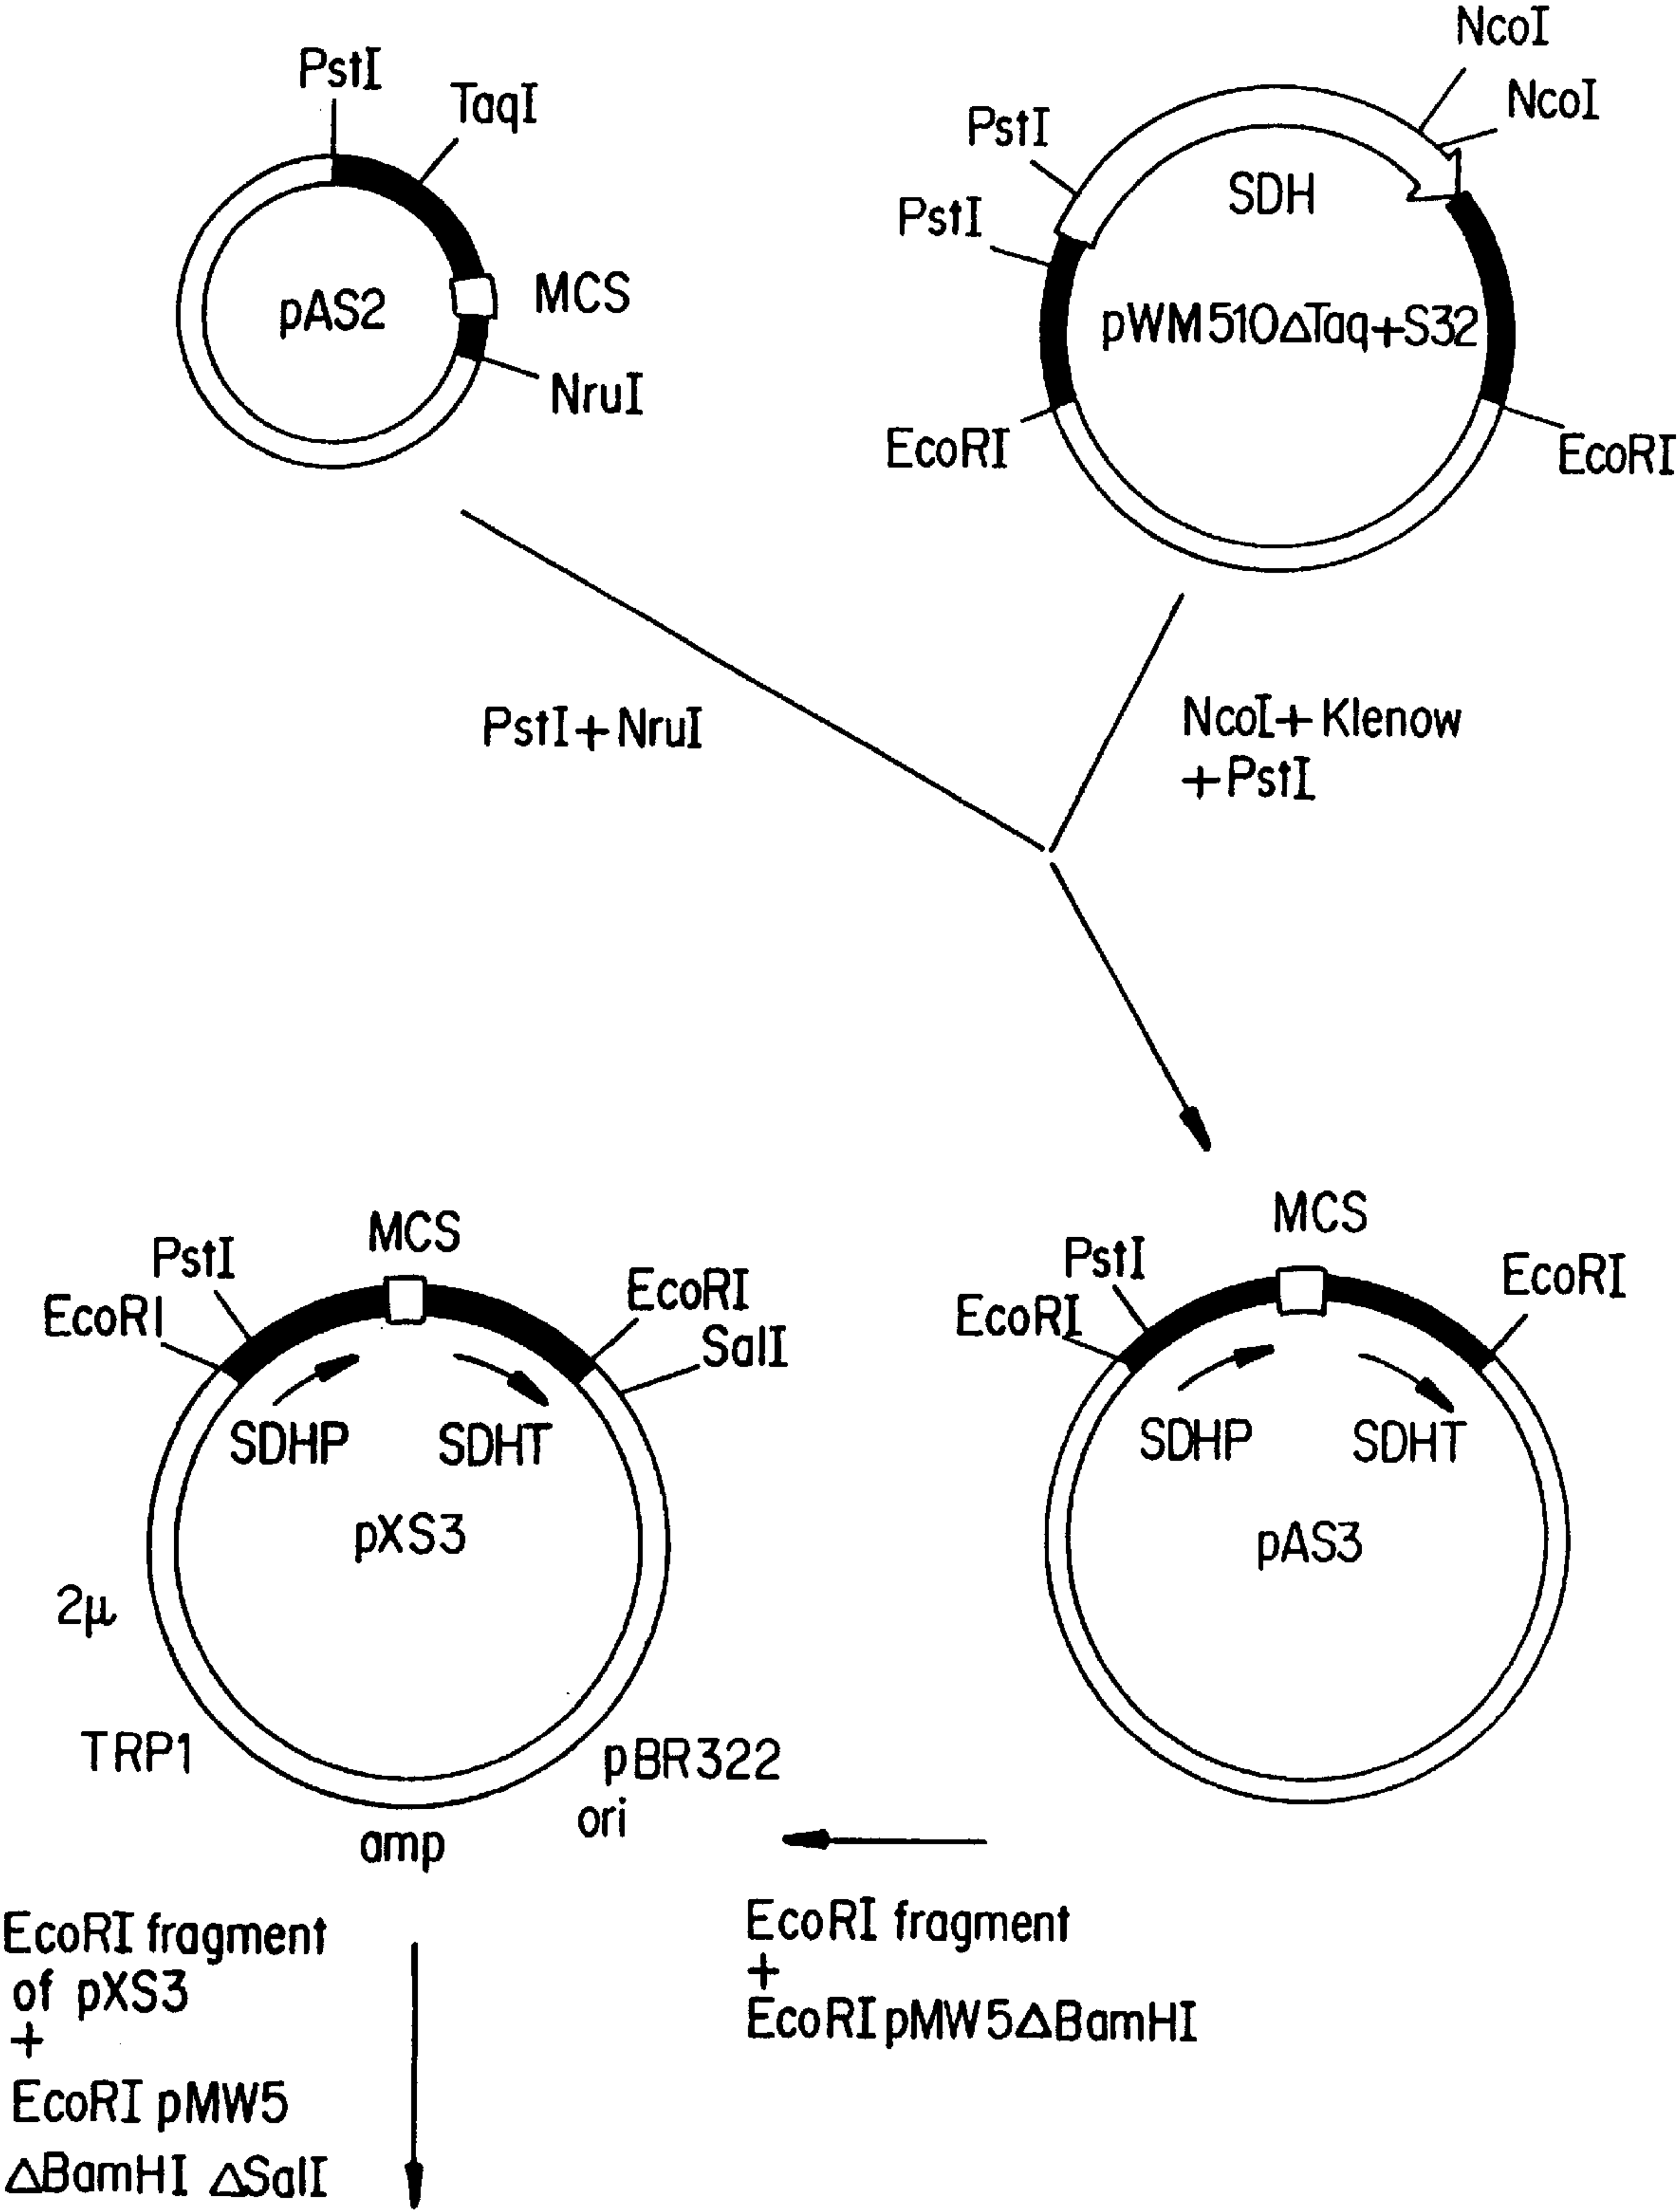 PstI
TaqI
pAS2
MCS
NruI
NcoI
NcoI
PstI
SDH
PstI
pWM510ΔTaq+S32
EcoRI
EcoRI
PstI+NruI
NcoI+Klenow
+PstI
MCS
PstI
EcoRI
EcoRI
SalI
SDHP
SDHT
pXS3
2μ
TRP1
pBR322
ori
amp
MCS
PstI
EcoRI
EcoRI
SDHP
SDHT
pAS3
EcoRI fragment
+
EcoRI pMW5ΔBamHI
EcoRI fragment
of pXS3
+
EcoRI pMW5
ΔBamHI ΔSalI